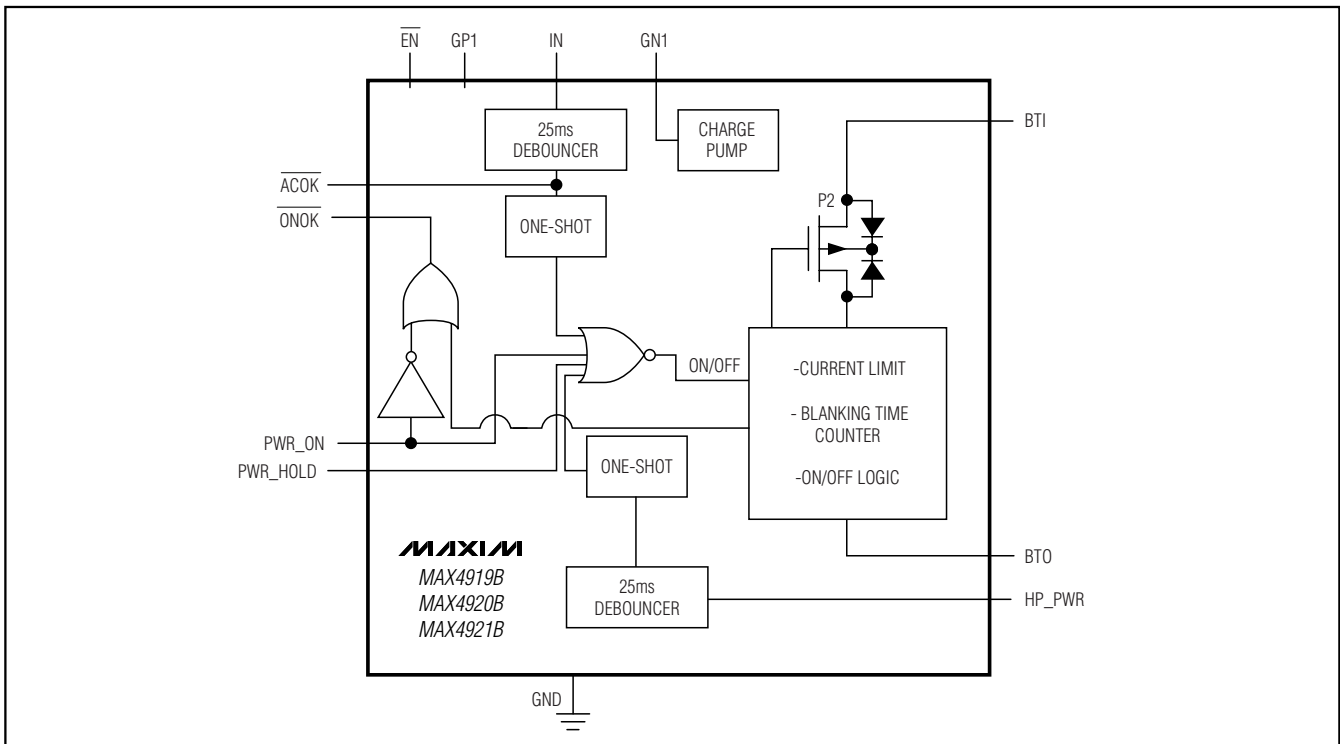 EN GP1 IN GN1
25ms
DEBOUNCER
CHARGE
PUMP
BTI
ACOK
ONOK
ONE-SHOT
P2
ON/OFF
-CURRENT LIMIT
- BLANKING TIME
COUNTER
-ON/OFF LOGIC
PWR_ON
PWR_HOLD
ONE-SHOT
MAXIM
MAX4919B
MAX4920B
MAX4921B
25ms
DEBOUNCER
BTO
HP_PWR
GND